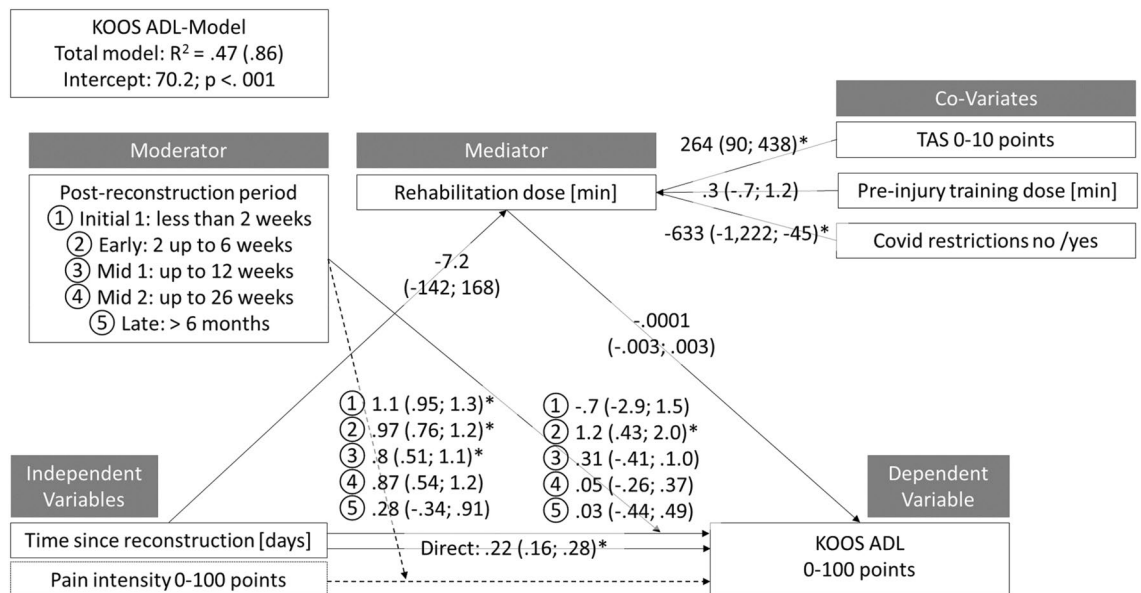 KOOS ADL-Model
Total model: R² = .47 (.86)
Intercept: 70.2; p <. 001
Co-Variates
Moderator
Mediator
264 (90; 438)*
TAS 0-10 points
Post-reconstruction period
① Initial 1: less than 2 weeks
② Early: 2 up to 6 weeks
③ Mid 1: up to 12 weeks
④ Mid 2: up to 26 weeks
⑤ Late: > 6 months
Rehabilitation dose [min]
.3 (-.7; 1.2)
Pre-injury training dose [min]
-633 (-1,222; -45)*
Covid restrictions no /yes
-7.2
(-142; 168)
-.0001
(-.003; .003)
① 1.1 (.95; 1.3)*
② .97 (.76; 1.2)*
③ .8 (.51; 1.1)*
④ .87 (.54; 1.2)
⑤ .28 (-.34; .91)
① -.7 (-2.9; 1.5)
② 1.2 (.43; 2.0)*
③ .31 (-.41; .1.0)
④ .05 (-.26; .37)
⑤ .03 (-.44; .49)
Independent
Variables
Dependent
Variable
Time since reconstruction [days]
Direct: .22 (.16; .28)*
KOOS ADL
0-100 points
Pain intensity 0-100 points